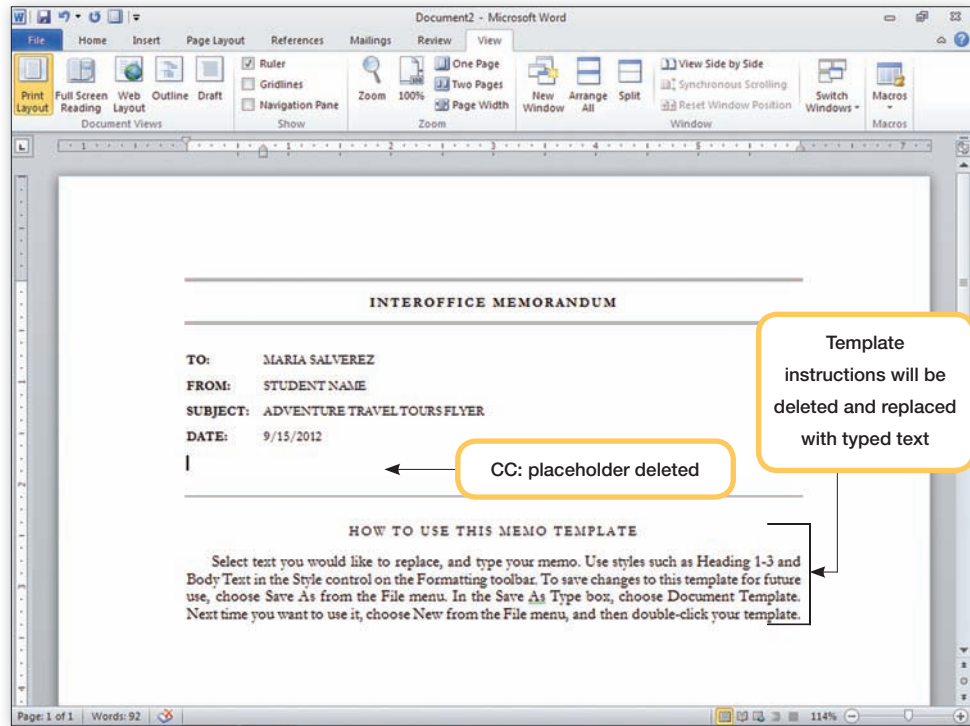 Document2 - Microsoft Word
File Home Insert Page Layout References Mailings Review View
Print Layout
Full Screen Reading
Web Layout
Outline
Draft
Document Views
Ruler
Gridlines
Navigation Pane
Show
Zoom
100%
One Page
Two Pages
Page Width
Zoom
New Window
Arrange All
Split
View Side by Side
Synchronous Scrolling
Reset Window Position
Window
Switch Windows
Macros
Macros
INTEROFFICE MEMORANDUM
TO: MARIA SALVEREZ
FROM: STUDENT NAME
SUBJECT: ADVENTURE TRAVEL TOURS FLYER
DATE: 9/15/2012
Template
instructions will be
deleted and replaced
with typed text
CC: placeholder deleted
HOW TO USE THIS MEMO TEMPLATE
Select text you would like to replace, and type your memo. Use styles such as Heading 1-3 and
Body Text in the Style control on the Formatting toolbar. To save changes to this template for future
use, choose Save As from the File menu. In the Save As Type box, choose Document Template.
Next time you want to use it, choose New from the File menu, and then double-click your template.
Page: 1 of 1 Words: 92 114%